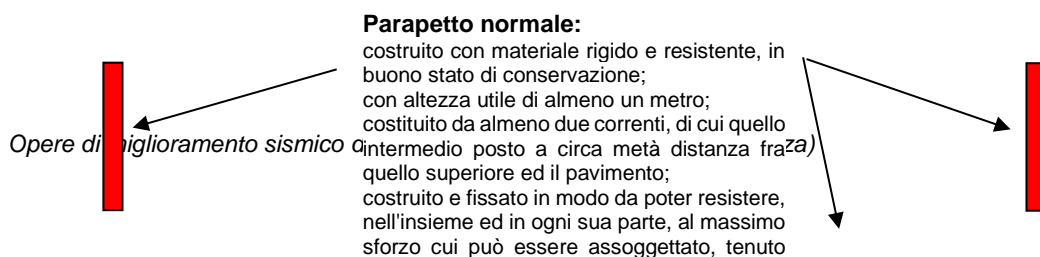 Parapetto normale:
costruito con materiale rigido e resistente, in
buono stato di conservazione;
con altezza utile di almeno un metro;
costituito da almeno due correnti, di cui quello
Opere di miglioramento sismico
intermedio posto a circa metà distanza fra
quello superiore ed il pavimento;
costruito e fissato in modo da poter resistere,
nell'insieme ed in ogni sua parte, al massimo
sforzo cui può essere assoggettato, tenuto